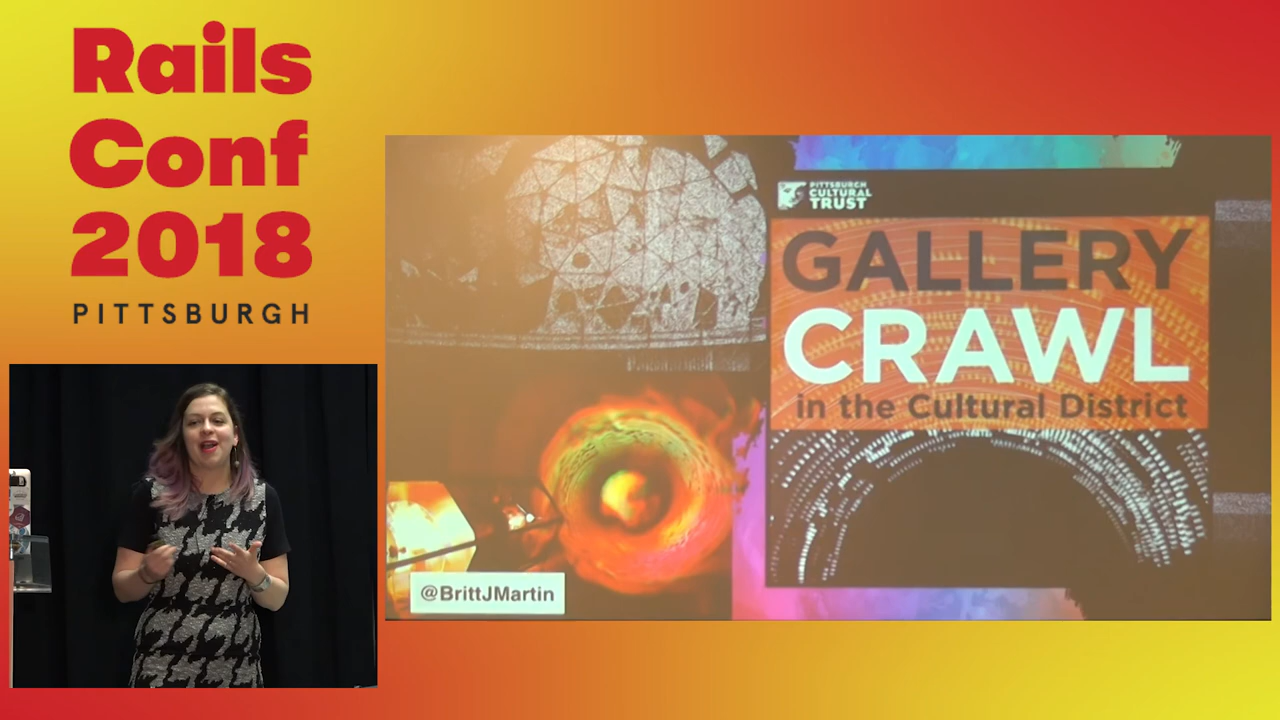 Rails
Conf
2018
PITTSBURGH
PITTSBURGH
CULTURAL
TRUST
GALLERY
CRAWL
in the Cultural District
@BrittJMartin